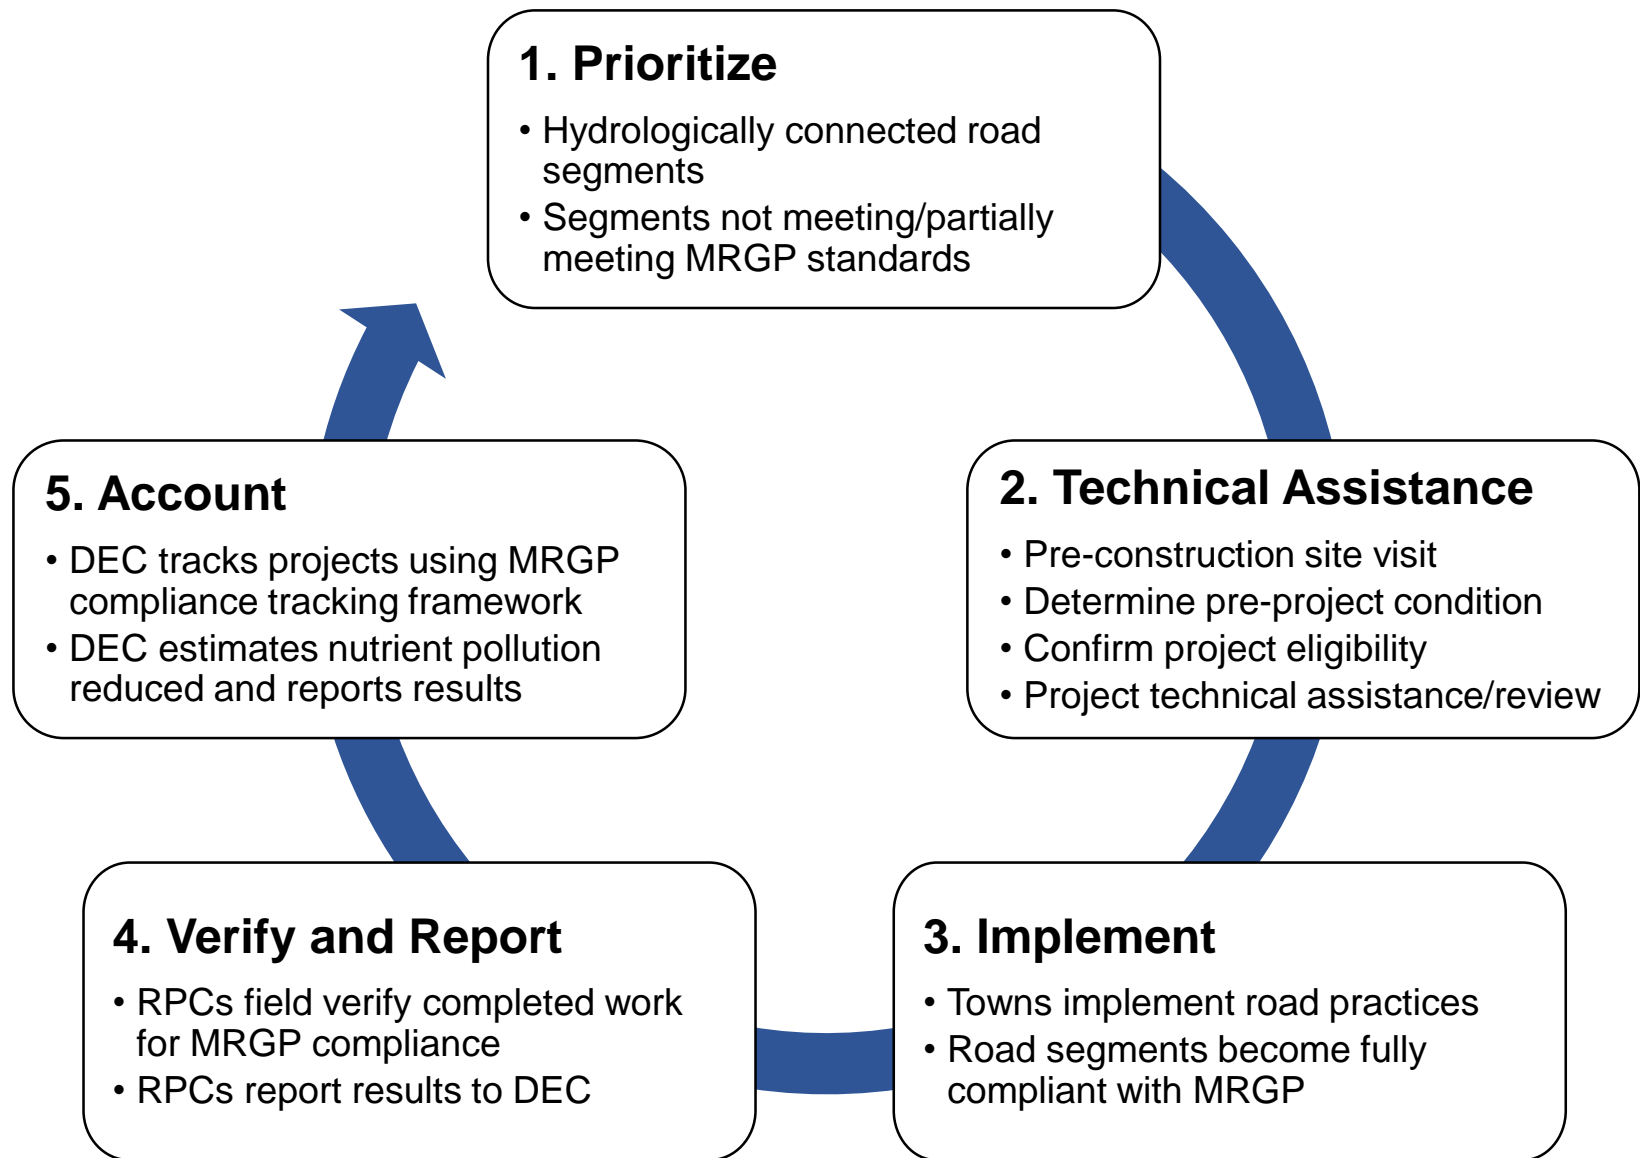 1. Prioritize
• Hydrologically connected road
segments
• Segments not meeting/partially
meeting MRGP standards
2. Technical Assistance
• Pre-construction site visit
• Determine pre-project condition
• Confirm project eligibility
• Project technical assistance/review
3. Implement
• Towns implement road practices
• Road segments become fully
compliant with MRGP
4. Verify and Report
• RPCs field verify completed work
for MRGP compliance
• RPCs report results to DEC
5. Account
• DEC tracks projects using MRGP
compliance tracking framework
• DEC estimates nutrient pollution
reduced and reports results